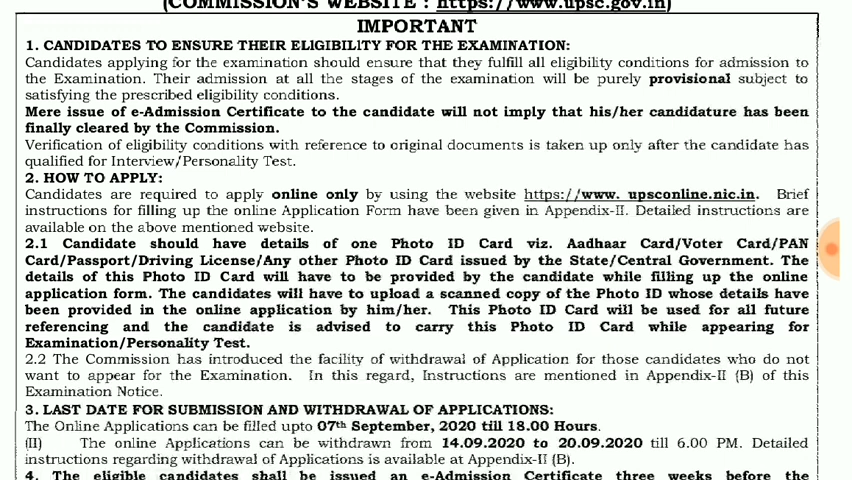 (COMMISSION'S WEBSITE : https://www.upsc.gov.in)
IMPORTANT
1. CANDIDATES TO ENSURE THEIR ELIGIBILITY FOR THE EXAMINATION:
Candidates applying for the examination should ensure that they fulfill all eligibility conditions for admission to
the Examination. Their admission at all the stages of the examination will be purely provisional subject to
satisfying the prescribed eligibility conditions.
Mere issue of e-Admission Certificate to the candidate will not imply that his/her candidature has been
finally cleared by the Commission.
Verification of eligibility conditions with reference to original documents is taken up only after the candidate has
qualified for Interview/Personality Test.
2. HOW TO APPLY:
Candidates are required to apply online only by using the website https://www. upsconline.nic.in. Brief
instructions for filling up the online Application Form have been given in Appendix-II. Detailed instructions are
available on the above mentioned website.
2.1 Candidate should have details of one Photo ID Card viz. Aadhaar Card/Voter Card/PAN
Card/Passport/Driving License/Any other Photo ID Card issued by the State/Central Government. The
details of this Photo ID Card will have to be provided by the candidate while filling up the online
application form. The candidates will have to upload a scanned copy of the Photo ID whose details have
been provided in the online application by him/her. This Photo ID Card will be used for all future
referencing and the candidate is advised to carry this Photo ID Card while appearing for
Examination/Personality Test.
2.2 The Commission has introduced the facility of withdrawal of Application for those candidates who do not
want to appear for the Examination. In this regard, Instructions are mentioned in Appendix-II (B) of this
Examination Notice.
3. LAST DATE FOR SUBMISSION AND WITHDRAWAL OF APPLICATIONS:
The Online Applications can be filled upto 07th September, 2020 till 18.00 Hours.
(II) The online Applications can be withdrawn from 14.09.2020 to 20.09.2020 till 6.00 PM. Detailed
instructions regarding withdrawal of Applications is available at Appendix-II (B).
4. The eligible candidates shall be issued an e-Admission Certificate three weeks before the